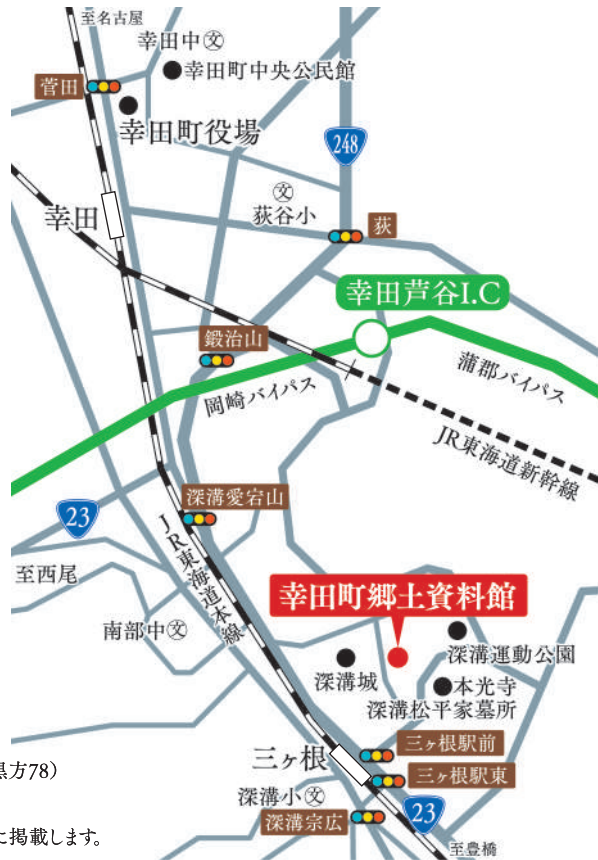 至名古屋
幸田中文
幸田町中央公民館
菅田
幸田町役場
248
文
荻谷小
荻
幸田
幸田芦谷I.C
鍛治山
岡崎バイパス
蒲郡バイパス
JR東海道新幹線
深溝愛宕山
23
JR東海道本線
至西尾
幸田町郷土資料館
南部中文
深溝運動公園
深溝城
本光寺
深溝松平家墓所
三ヶ根駅前
三ヶ根
三ヶ根駅東
黒方78)
深溝小文
23
深溝宗広
に掲載します。
至豊橋